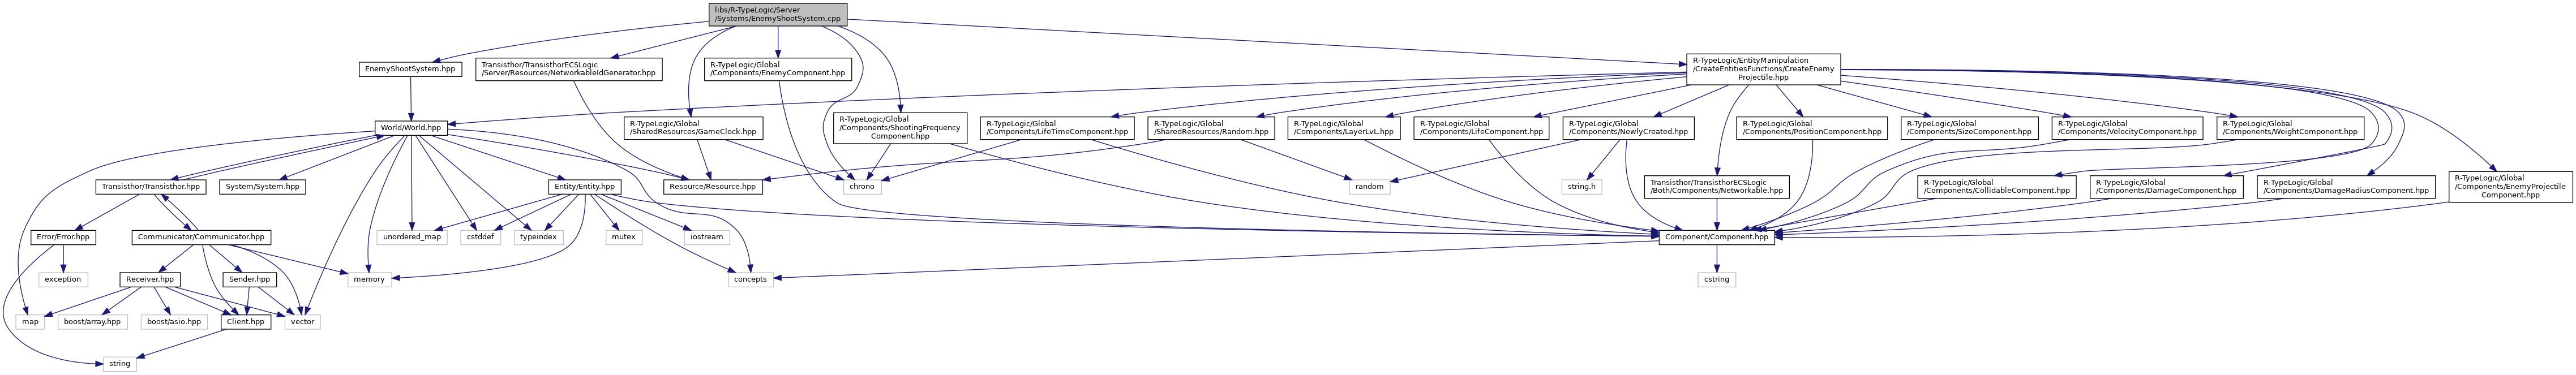 libs/R-TypeLogic/Server
/Systems/EnemyShootSystem.cpp
EnemyShootSystem.hpp
Transisthor/TransisthorECSLogic
/Server/Resources/NetworkableIdGenerator.hpp
R-TypeLogic/Global
/Components/EnemyComponent.hpp
R-TypeLogic/EntityManipulation
/CreateEntitiesFunctions/CreateEnemy
Projectile.hpp
World/World.hpp
R-TypeLogic/Global
/SharedResources/GameClock.hpp
R-TypeLogic/Global
/Components/ShootingFrequency
Component.hpp
R-TypeLogic/Global
/Components/LifeTimeComponent.hpp
R-TypeLogic/Global
/SharedResources/Random.hpp
R-TypeLogic/Global
/Components/LayerLvL.hpp
R-TypeLogic/Global
/Components/LifeComponent.hpp
R-TypeLogic/Global
/Components/NewlyCreated.hpp
R-TypeLogic/Global
/Components/PositionComponent.hpp
R-TypeLogic/Global
/Components/SizeComponent.hpp
R-TypeLogic/Global
/Components/VelocityComponent.hpp
R-TypeLogic/Global
/Components/WeightComponent.hpp
Transisthor/Transisthor.hpp
System/System.hpp
Entity/Entity.hpp
Resource/Resource.hpp
chrono
random
string.h
Transisthor/TransisthorECSLogic
/Both/Components/Networkable.hpp
R-TypeLogic/Global
/Components/CollidableComponent.hpp
R-TypeLogic/Global
/Components/DamageComponent.hpp
R-TypeLogic/Global
/Components/DamageRadiusComponent.hpp
R-TypeLogic/Global
/Components/EnemyProjectile
Component.hpp
Error/Error.hpp
Communicator/Communicator.hpp
unordered_map
cstddef
typeindex
mutex
iostream
Component/Component.hpp
exception
Receiver.hpp
Sender.hpp
memory
concepts
cstring
map
boost/array.hpp
boost/asio.hpp
Client.hpp
vector
string